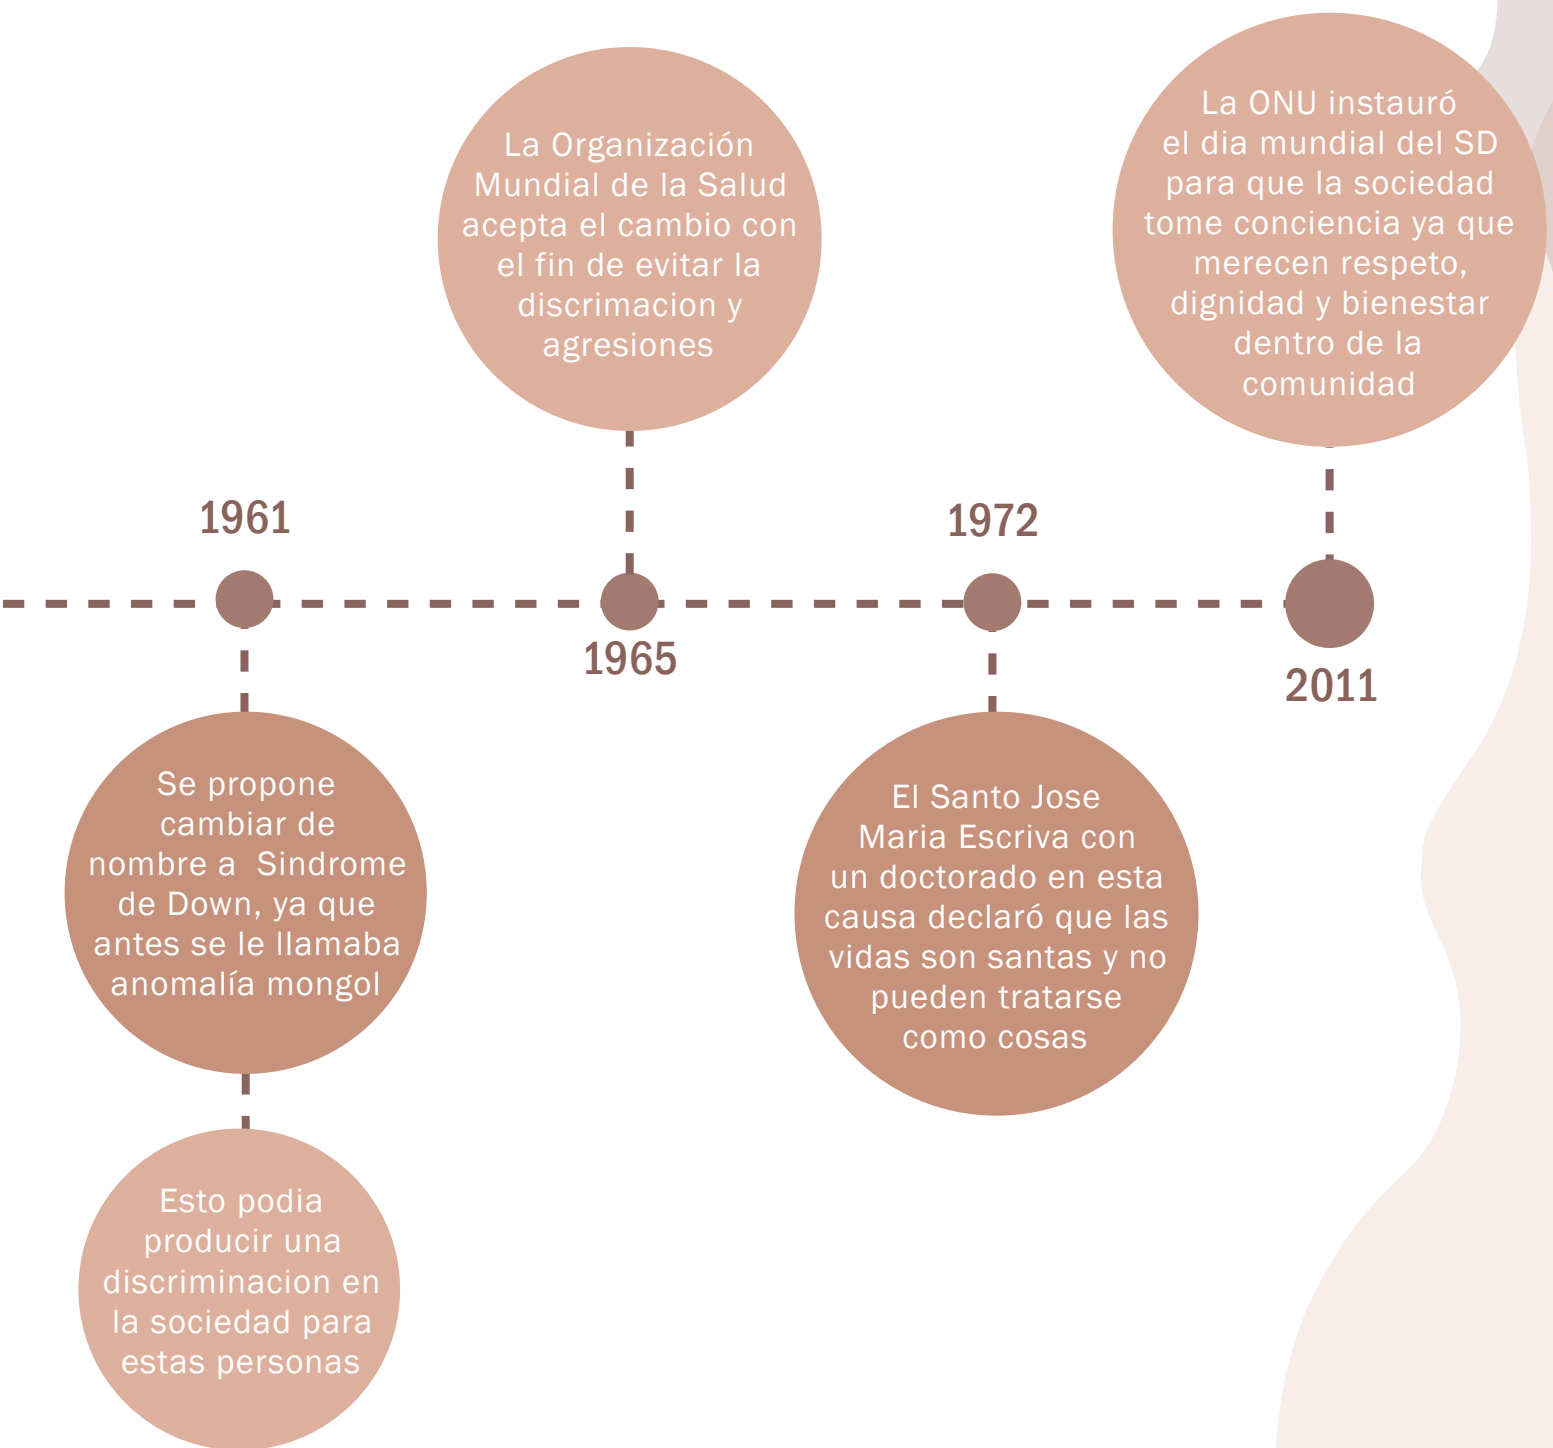 1961
Se propone
cambiar de
nombre a  Sindrome
de Down, ya que
antes se le llamaba
anomalía mongol
Esto podia
producir una
discriminacion en
la sociedad para
estas personas
La Organización
Mundial de la Salud
acepta el cambio con
el fin de evitar la
discrimacion y
agresiones
1965
1972
El Santo Jose
Maria Escriva con
un doctorado en esta
causa declaró que las
vidas son santas y no
pueden tratarse
como cosas
La ONU instauró
el dia mundial del SD
para que la sociedad
tome conciencia ya que
merecen respeto,
dignidad y bienestar
dentro de la
comunidad
2011